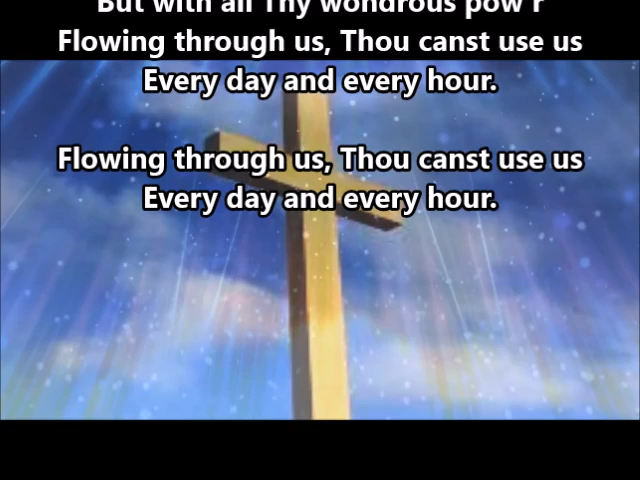 But with all Thy wondrous pow'r
Flowing through us, Thou canst use us
Every day and every hour.
Flowing through us, Thou canst use us
Every day and every hour.